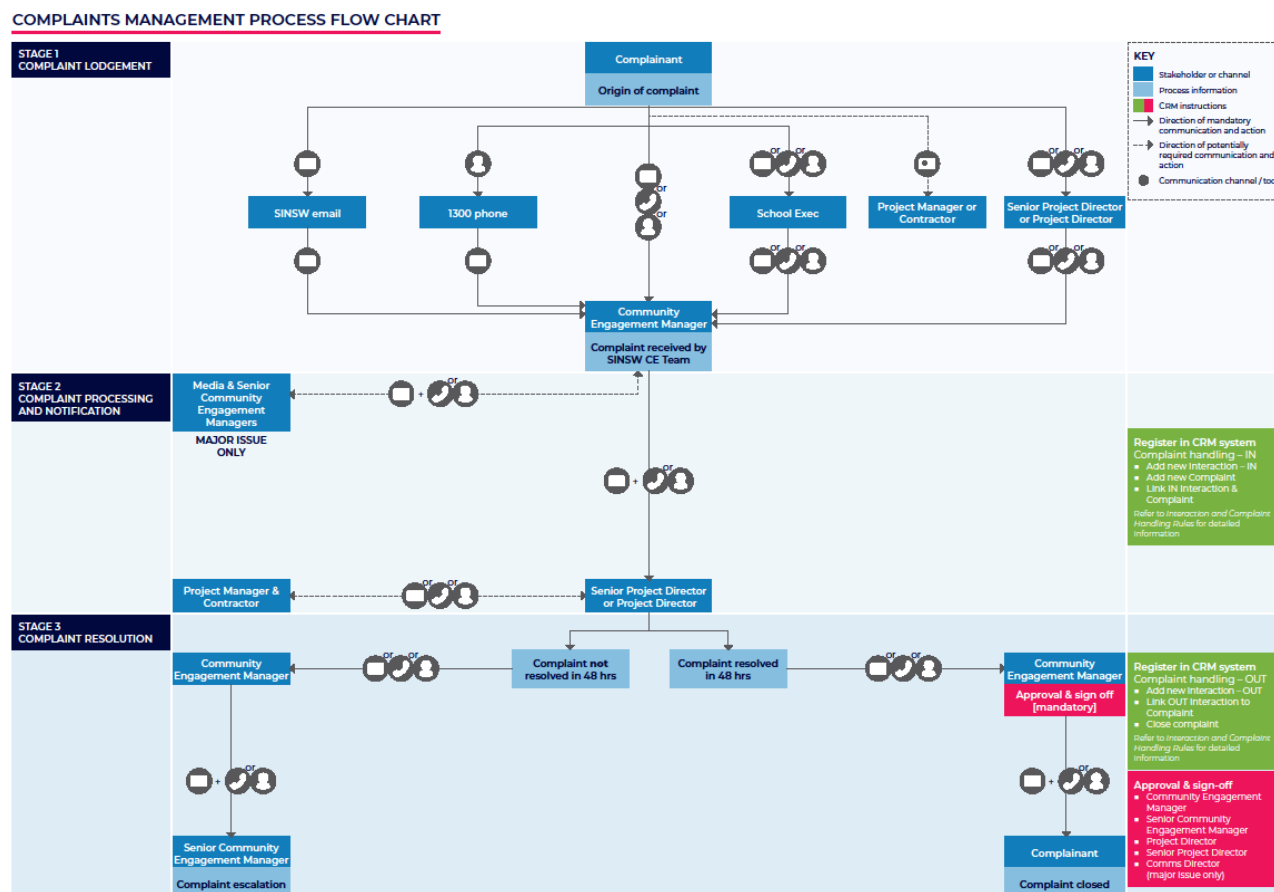 COMPLAINTS MANAGEMENT PROCESS FLOW CHART
STAGE 1
COMPLAINT LODGEMENT
Complainant
Origin of complaint
KEY
Stakeholder or channel
Process information
CRM instructions
Direction of mandatory
communication and action
Direction of potentially
required communication and
action
Communication channel / too
or
or
or
or
or
or
SINSW email
1300 phone
School Exec
Project Manager or
Contractor
Senior Project Director
or Project Director
or
or
or
or
Community
Engagement Manager
Complaint received by
SINSW CE Team
STAGE 2
COMPLAINT PROCESSING
AND NOTIFICATION
Media & Senior
Community
Engagement
Managers
MAJOR ISSUE
ONLY
+
or
+
or
Register in CRM system
Complaint handling – IN
▪ Add new Interaction – IN
▪ Add new Complaint
▪ Link IN Interaction &
Complaint
Refer to Interaction and Complaint
Handling Rules for detailed
information
Project Manager &
Contractor
or
or
Senior Project Director
or Project Director
STAGE 3
COMPLAINT RESOLUTION
Community
Engagement Manager
or
or
Complaint not
resolved in 48 hrs
Complaint resolved
in 48 hrs
or
or
Community
Engagement Manager
Approval & sign off
[mandatory]
Register in CRM system
Complaint handling – OUT
▪ Add new Interaction – OUT
▪ Link OUT Interaction to
Complaint
▪ Close complaint
Refer to Interaction and Complaint
Handling Rules for detailed
information
+
or
+
or
Approval & sign-off
▪ Community Engagement
Manager
▪ Senior Community
Engagement Manager
▪ Project Director
▪ Senior Project Director
▪ Comms Director
(major issue only)
Senior Community
Engagement Manager
Complaint escalation
Complainant
Complaint closed